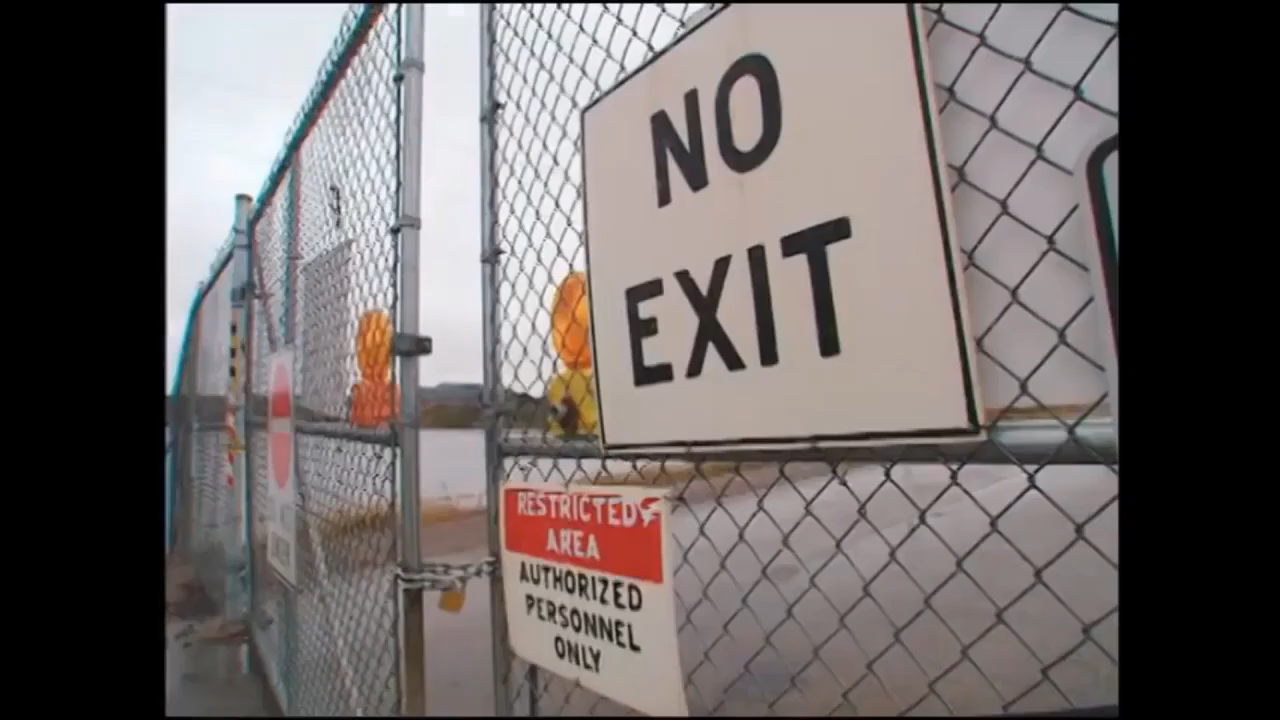 NO
EXIT
RESTRICTED
AREA
AUTHORIZED
PERSONNEL
ONLY